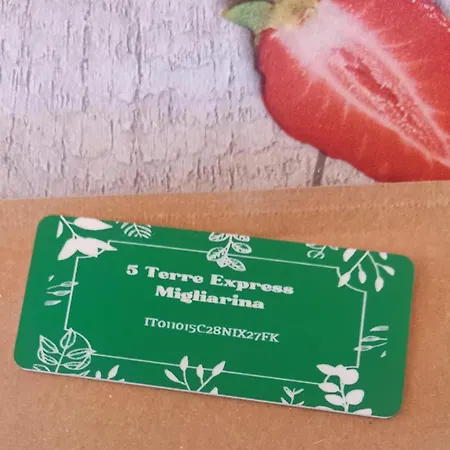 5 Terre Express
Migliarina
IT011015C28NIX27FK